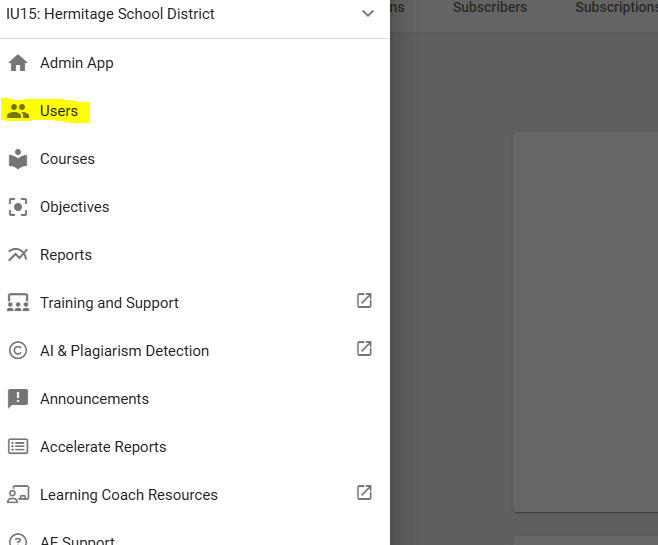 IU15: Hermitage School District
Subscribers
Subscriptions
Admin App
Users
Courses
Objectives
Reports
Training and Support
AI & Plagiarism Detection
Announcements
Accelerate Reports
Learning Coach Resources
AE Support